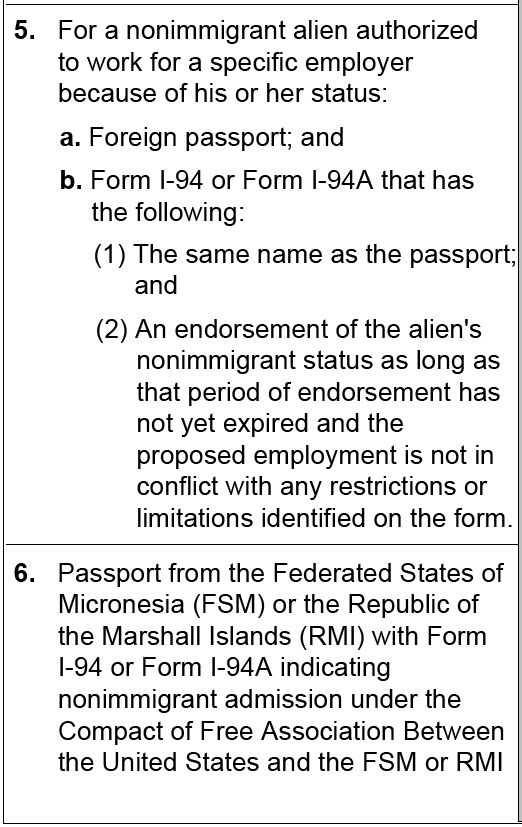 5. For a nonimmigrant alien authorized
to work for a specific employer
because of his or her status:
a. Foreign passport; and
b. Form I-94 or Form I-94A that has
the following:
(1) The same name as the passport;
and
(2) An endorsement of the alien's
nonimmigrant status as long as
that period of endorsement has
not yet expired and the
proposed employment is not in
conflict with any restrictions or
limitations identified on the form.
6. Passport from the Federated States of
Micronesia (FSM) or the Republic of
the Marshall Islands (RMI) with Form
I-94 or Form I-94A indicating
nonimmigrant admission under the
Compact of Free Association Between
the United States and the FSM or RMI